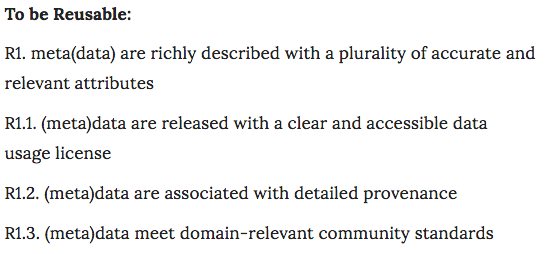 To be Reusable:
R1. meta(data) are richly described with a plurality of accurate and
relevant attributes
R1.1. (meta)data are released with a clear and accessible data
usage license
R1.2. (meta)data are associated with detailed provenance
R1.3. (meta)data meet domain-relevant community standards